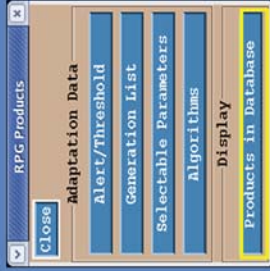 RPG Products
Close
Adaptation Data
Alert/Threshold
Generation List
Selectable Parameters
Algorithms
Display
Products in Database